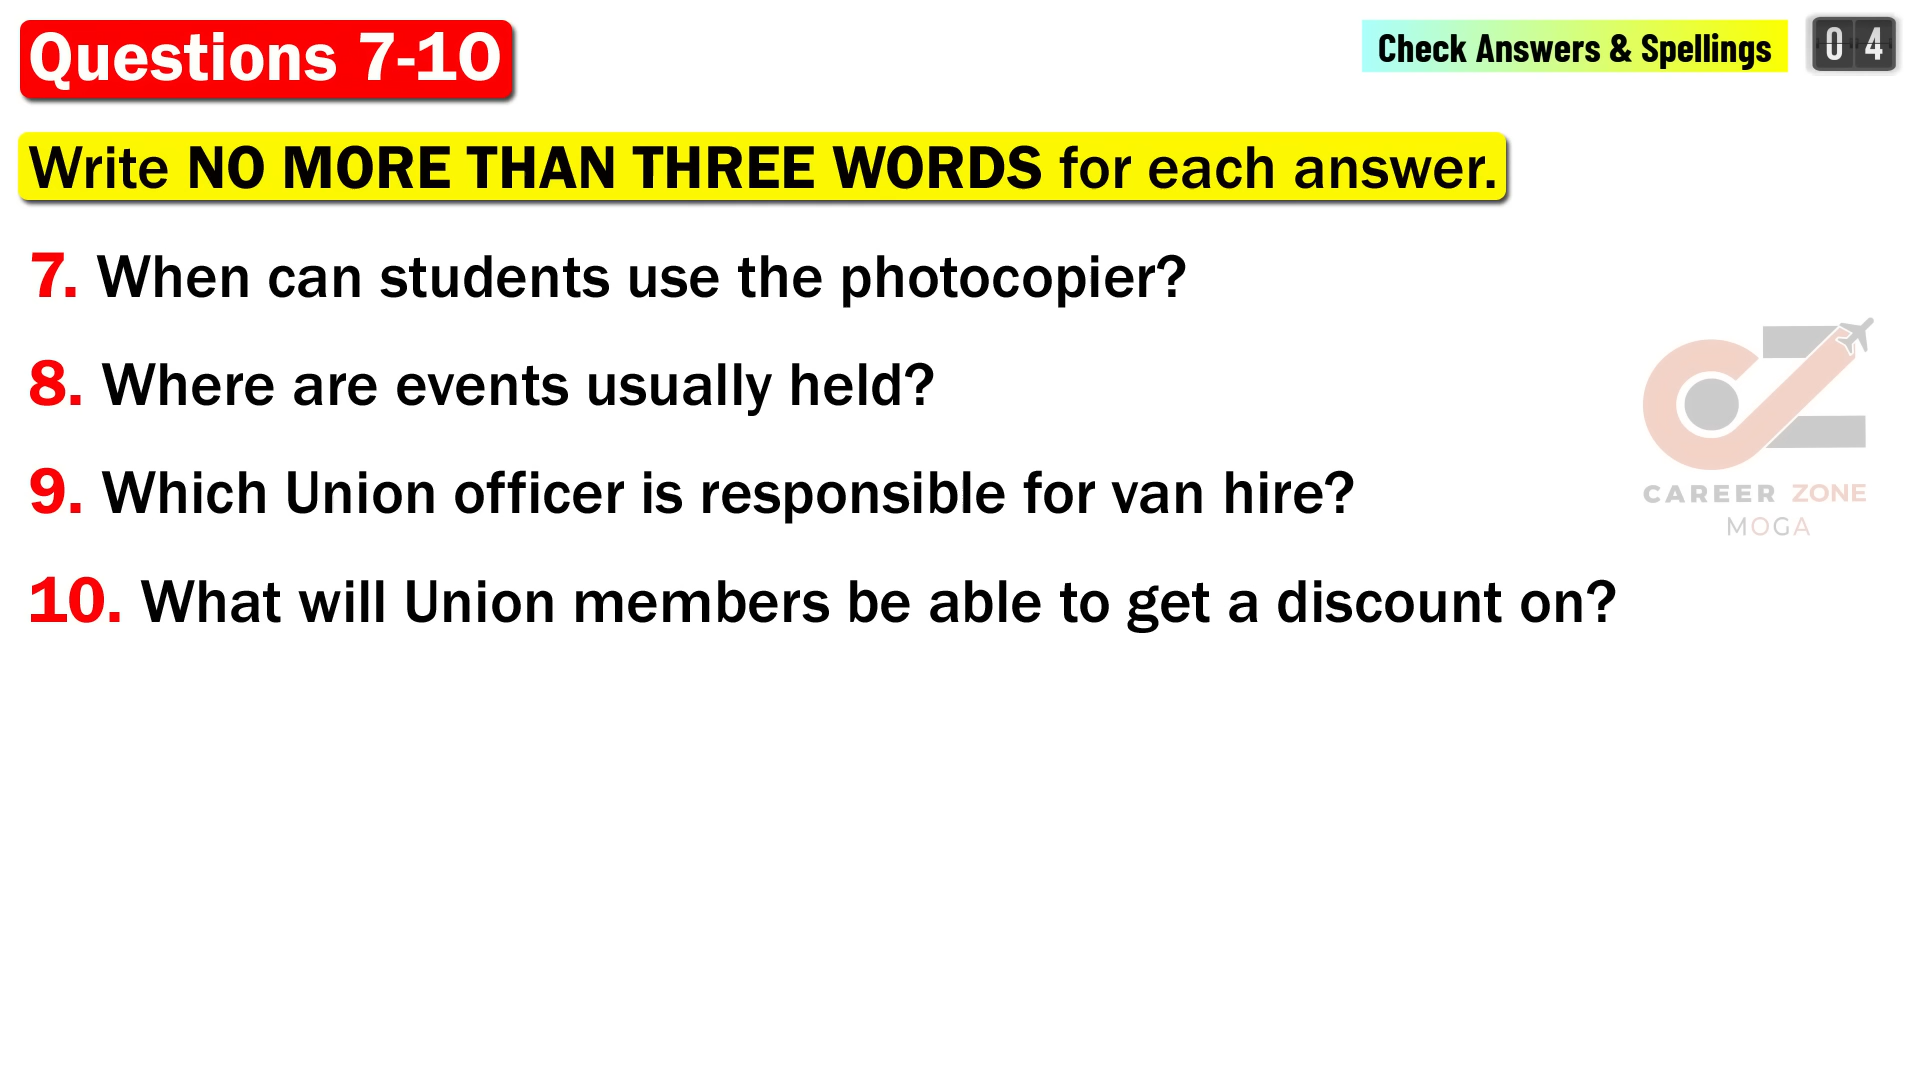 Questions 7-10
Check Answers & Spellings
04
Write NO MORE THAN THREE WORDS for each answer.
7. When can students use the photocopier?
8. Where are events usually held?
9. Which Union officer is responsible for van hire?
10. What will Union members be able to get a discount on?
CAREER ZONE
MOGA